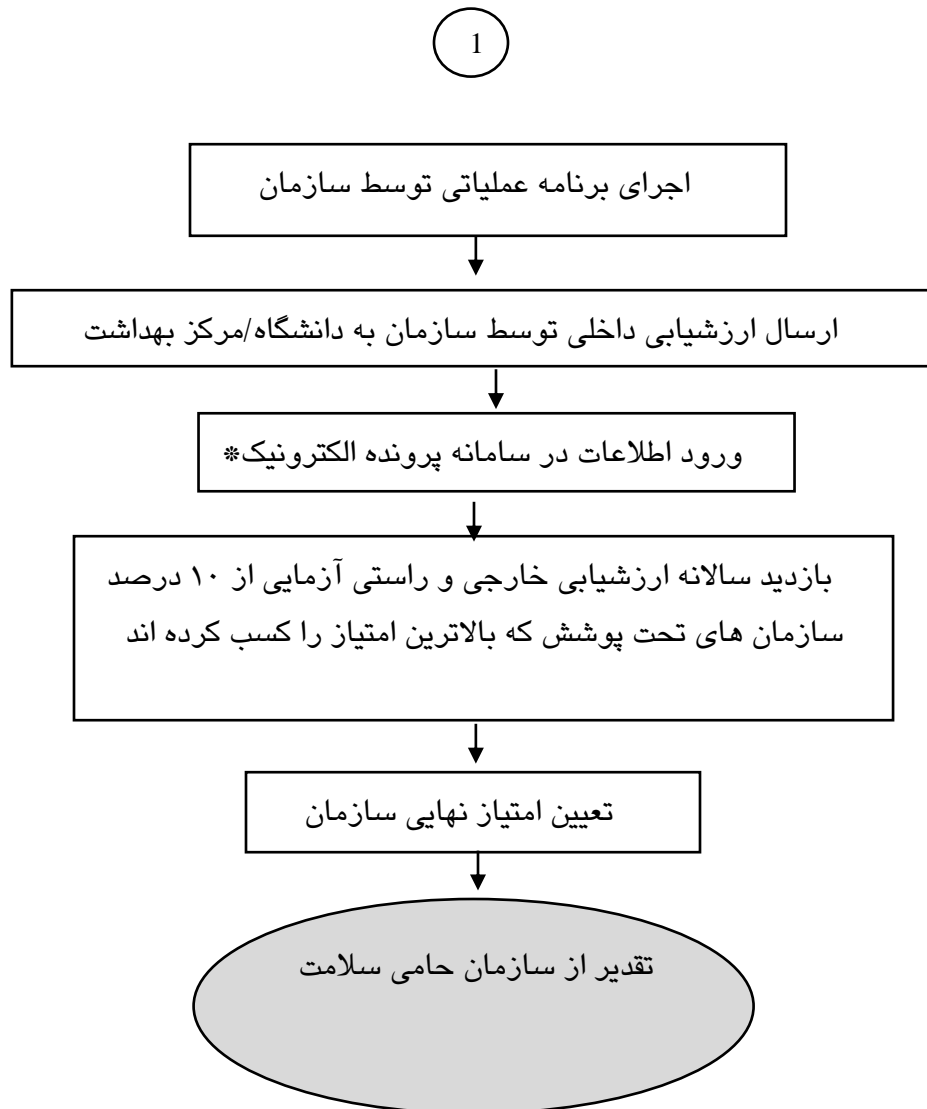 1
اجرای برنامه عملیاتی توسط سازمان
ارسال ارزشیابی داخلی توسط سازمان به دانشگاه/مرکز بهداشت
ورود اطلاعات در سامانه پرونده الکترونیک*
بازدید سالانه ارزشیابی خارجی و راستی آزمایی از ۱۰ درصد
سازمان های تحت پوشش که بالاترین امتیاز را کسب کرده اند
تعیین امتیاز نهایی سازمان
تقدیر از سازمان حامی سلامت